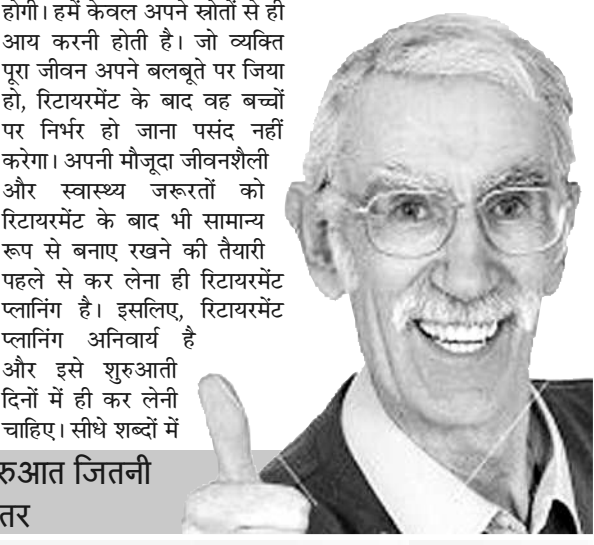 होगी। हमें केवल अपने स्रोतों से ही
आय करनी होती है। जो व्यक्ति
पूरा जीवन अपने बलबूते पर जिया
हो, रिटायरमेंट के बाद वह बच्चों
पर निर्भर हो जाना पसंद नहीं
करेगा। अपनी मौजूदा जीवनशैली
और स्वास्थ्य जरूरतों को
रिटायरमेंट के बाद भी सामान्य
रूप से बनाए रखने की तैयारी
पहले से कर लेना ही रिटायरमेंट
प्लानिंग है। इसलिए, रिटायरमेंट
प्लानिंग अनिवार्य है
और इसे शुरुआती
दिनों में ही कर लेनी
चाहिए। सीधे शब्दों में
रुआत जितनी
तर